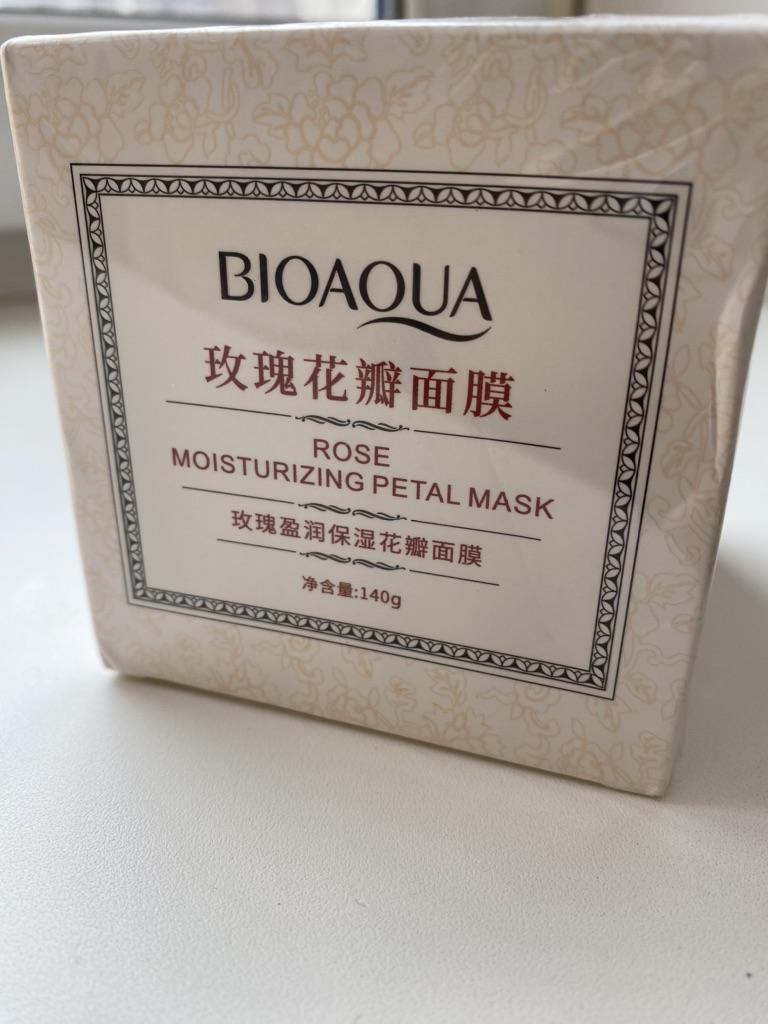 BIOAQUA
玫瑰花瓣面膜
ROSE
MOISTURIZING PETAL MASK
玫瑰盈润保湿花瓣面膜
净含量:140g